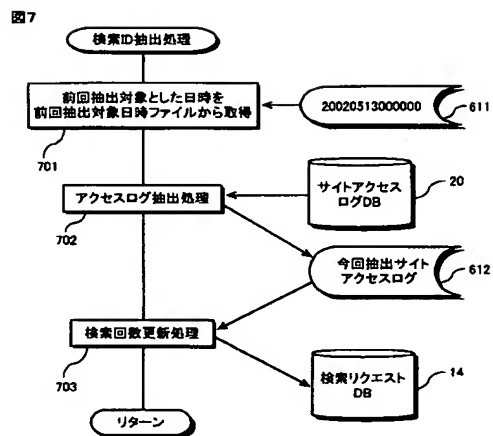 図7
検索ID抽出処理
前回抽出対象とした日時を
前回抽出対象日時ファイルから取得
701
20020513000000
611
アクセスログ抽出処理
702
サイトアクセス
ログDB
20
今回抽出サイト
アクセスログ
612
検索回数更新処理
703
検索リクエスト
DB
14
リターン